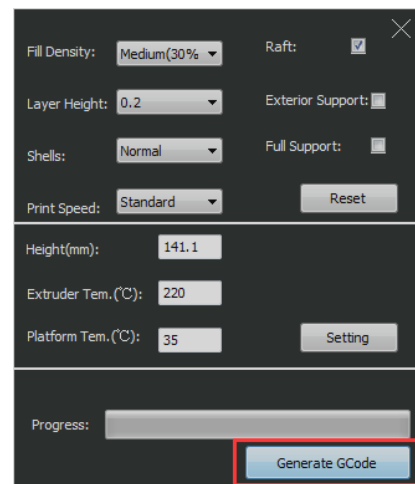 Fill Density: Medium(30% Raft:
Layer Height: 0.2 Exterior Support:
Shells: Normal Full Support:
Print Speed: Standard Reset
Height(mm): 141.1
Extruder Tem.(℃): 220
Platform Tem.(℃): 35 Setting
Progress:
Generate GCode